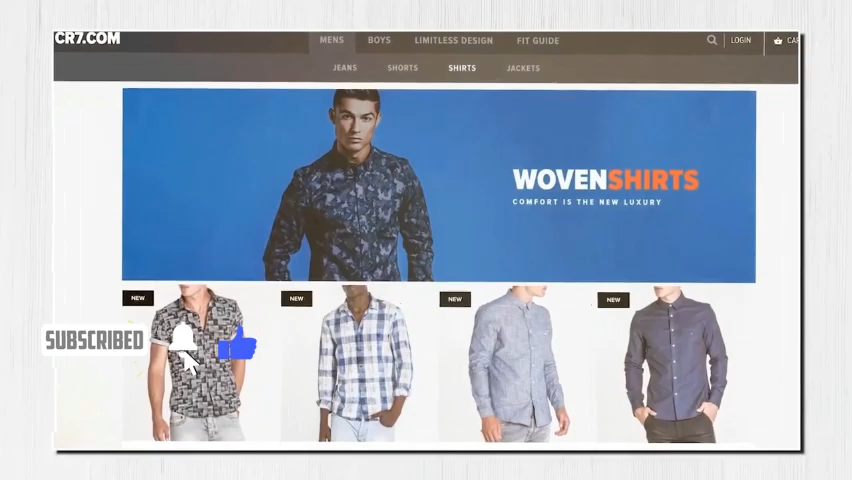 CR7.COM
MENS BOYS LIMITLESS DESIGN FIT GUIDE
LOGIN
JEANS SHORTS SHIRTS JACKETS
WOVENSHIRTS
COMFORT IS THE NEW LUXURY
NEW NEW NEW NEW
SUBSCRIBED